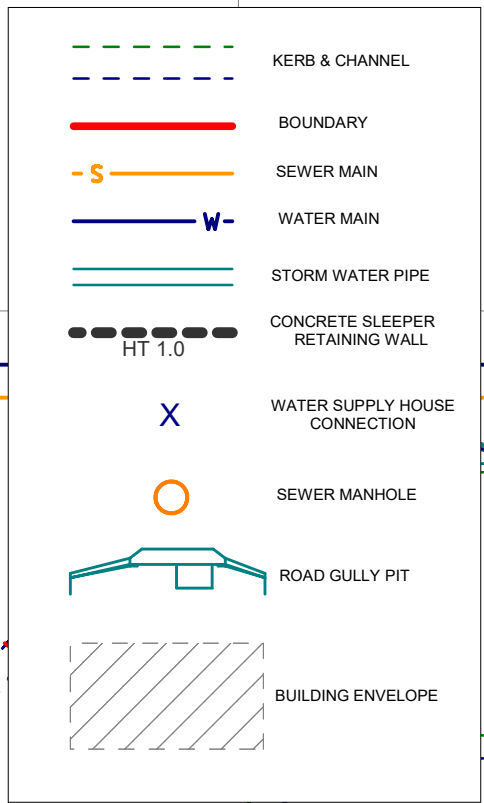 KERB & CHANNEL
BOUNDARY
S
SEWER MAIN
W
WATER MAIN
STORM WATER PIPE
HT 1.0
CONCRETE SLEEPER
RETAINING WALL
X
WATER SUPPLY HOUSE
CONNECTION
SEWER MANHOLE
ROAD GULLY PIT
BUILDING ENVELOPE